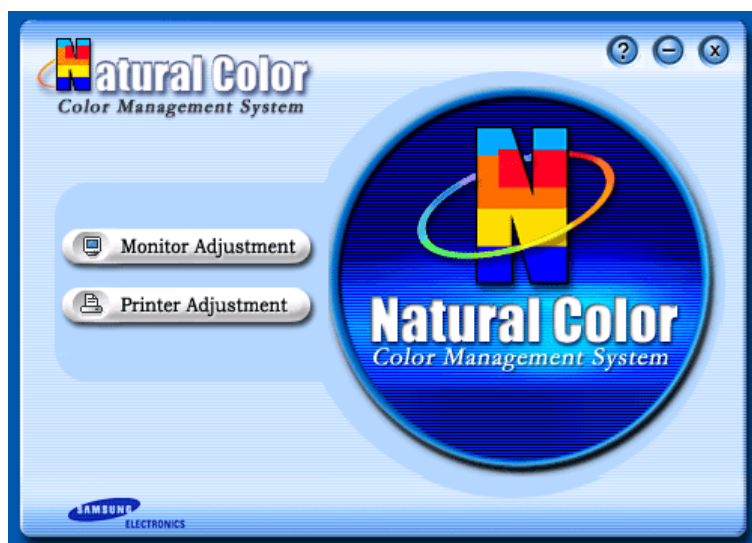 Natural Color
Color Management System
?
–
x
Monitor Adjustment
Printer Adjustment
N
Natural Color
Color Management System
SAMSUNG
ELECTRONICS